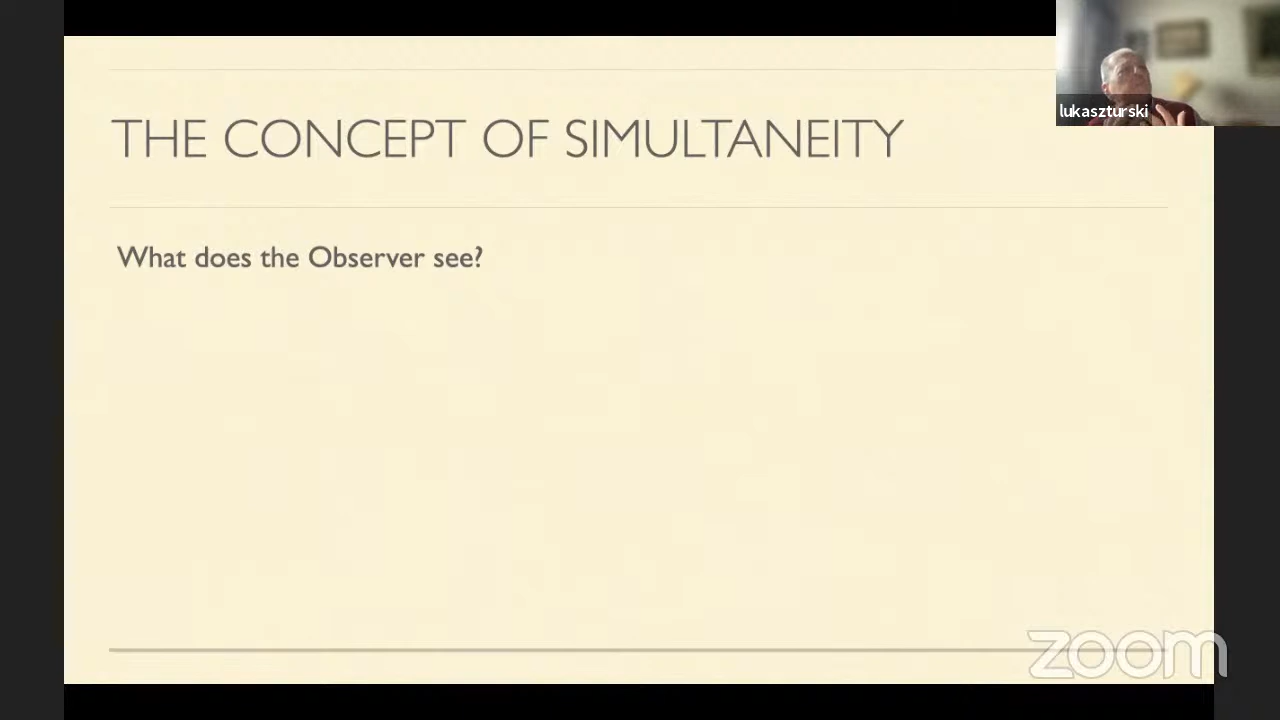 lukaszturski
THE CONCEPT OF SIMULTANEITY
What does the Observer see?
zoom